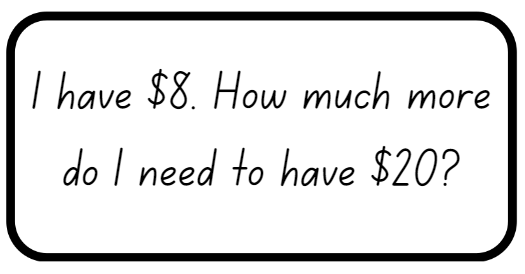 I have $8. How much more
do I need to have $20?